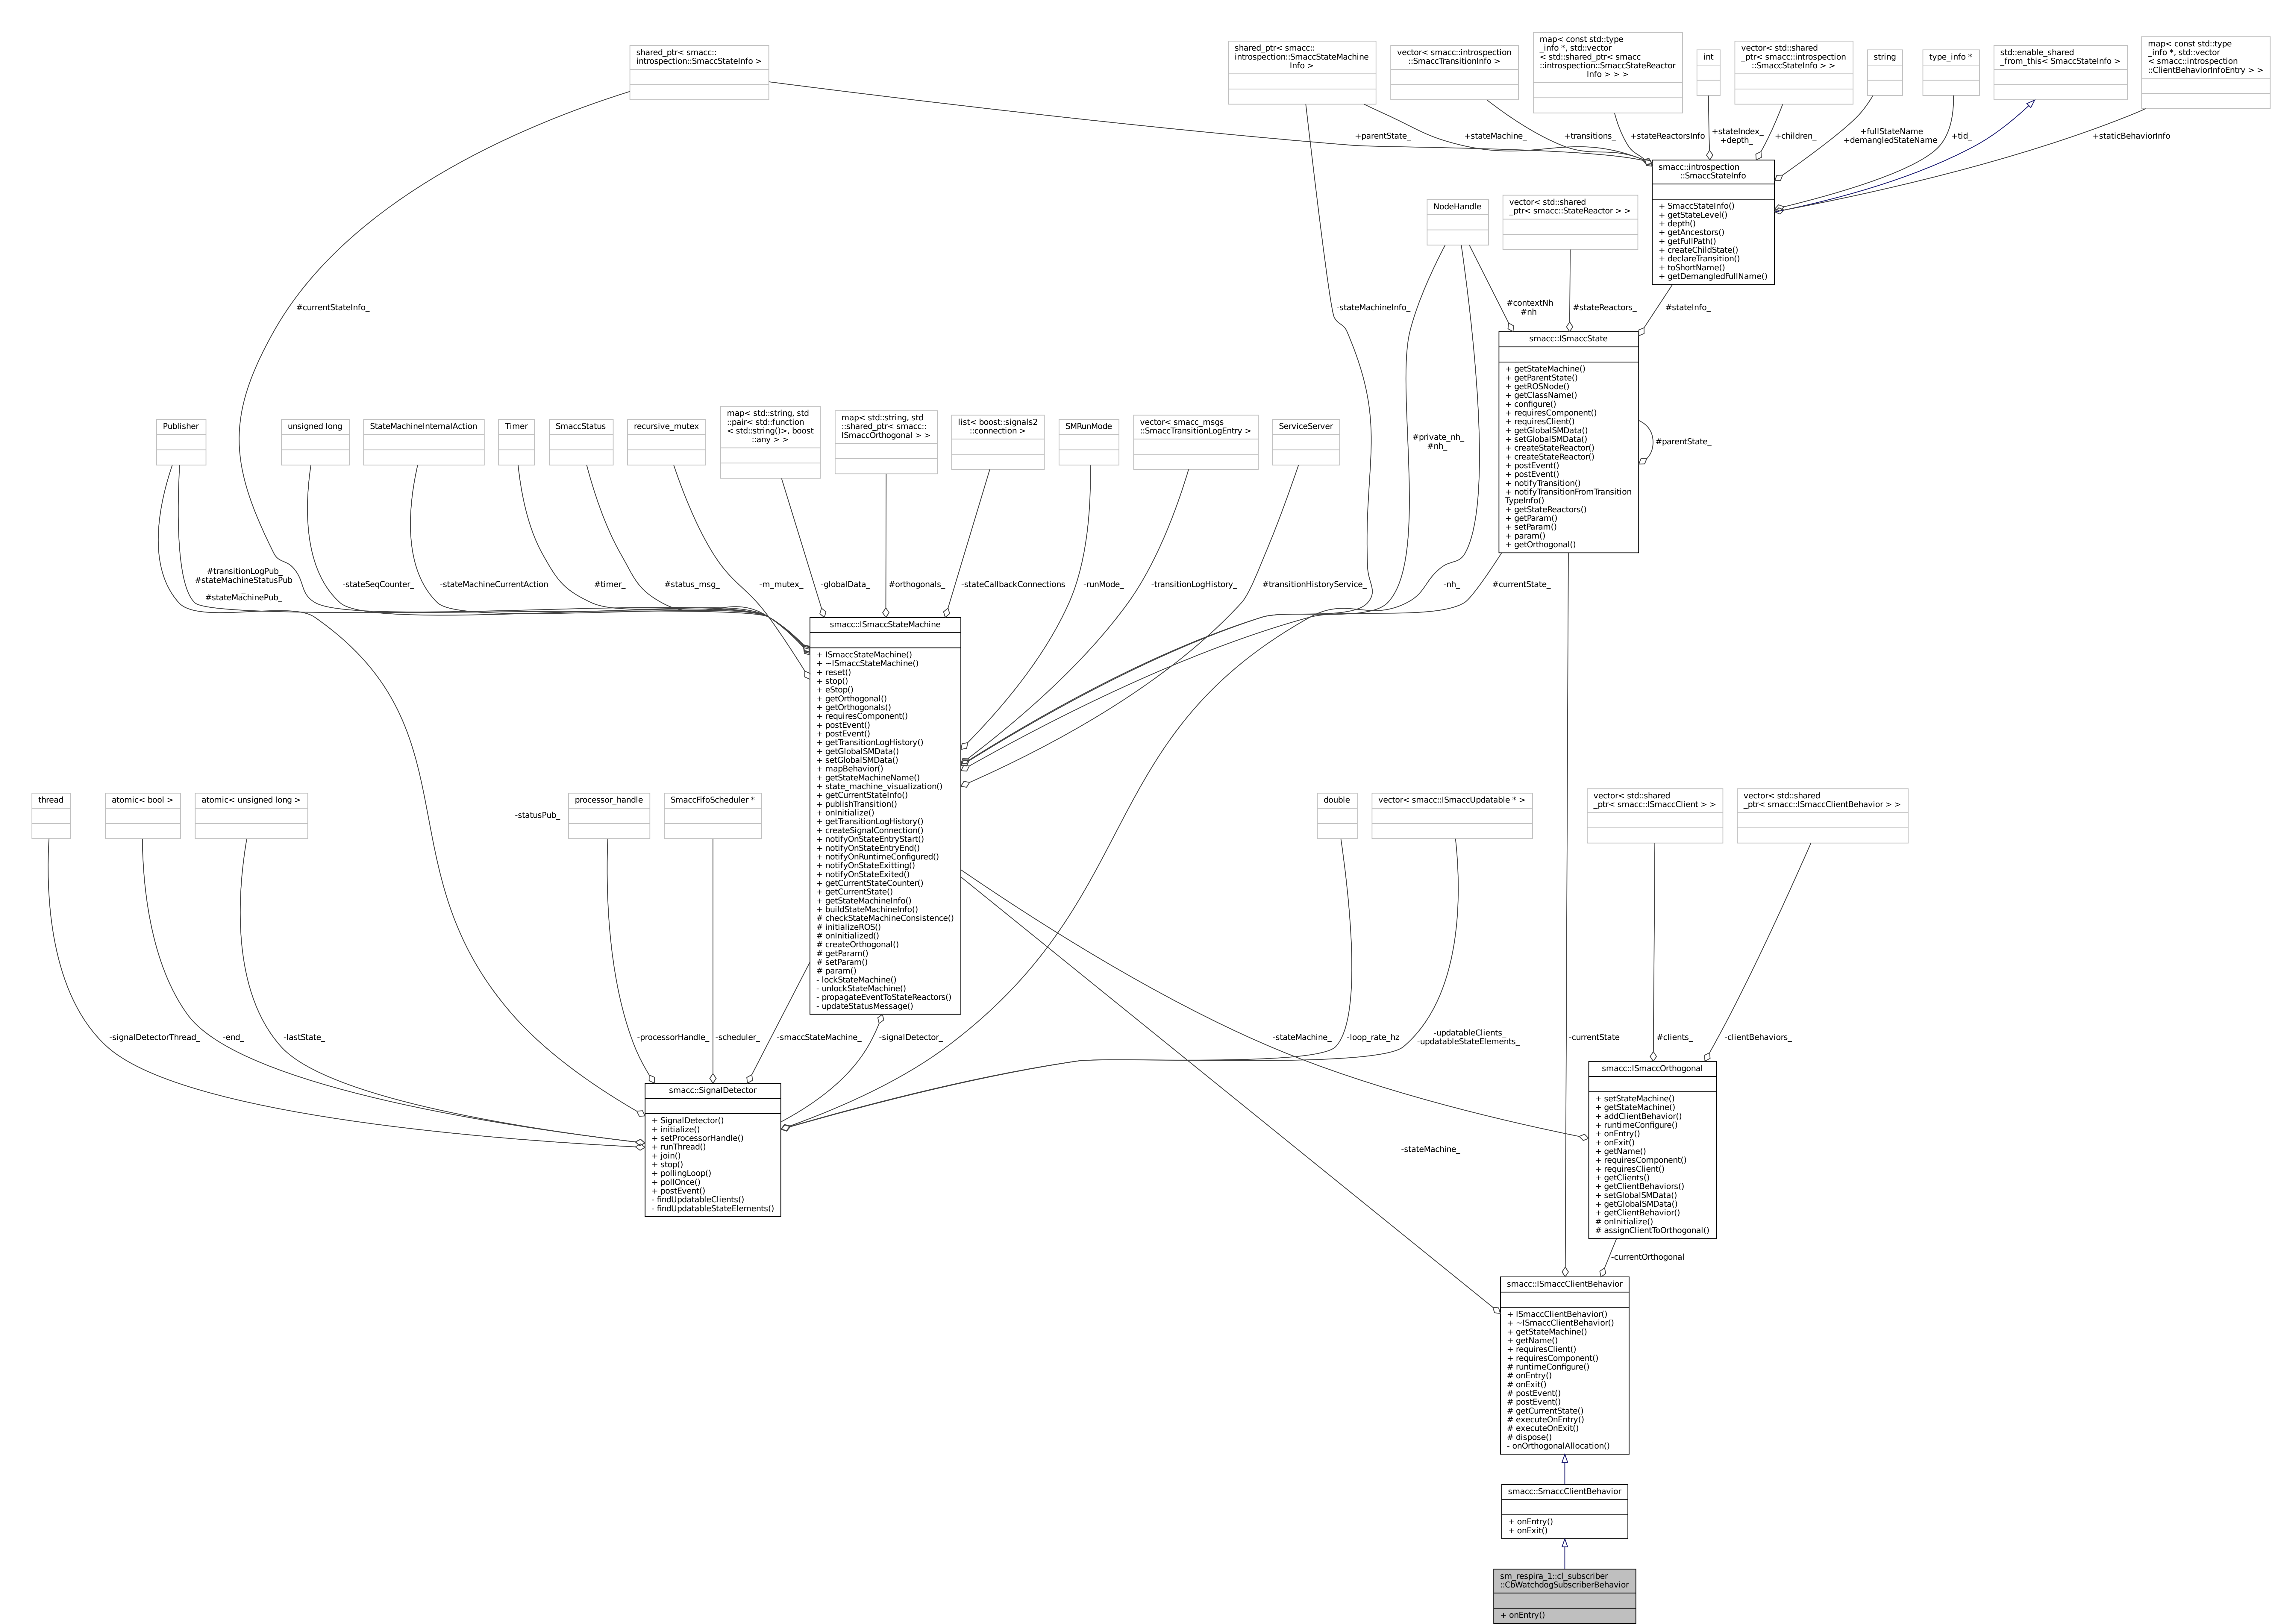 shared_ptr< smacc::
introspection::SmaccStateInfo >
shared_ptr< smacc::
introspection::SmaccStateMachine
Info >
vector< smacc::introspection
::SmaccTransitionInfo >
map< const std::type
_info *, std::vector
< std::shared_ptr< smacc
::introspection::SmaccStateReactor
Info > > >
int
vector< std::shared
_ptr< smacc::introspection
::SmaccStateInfo > >
string
type_info *
std::enable_shared
_from_this< SmaccStateInfo >
map< const std::type
_info *, std::vector
< smacc::introspection
::ClientBehaviorInfoEntry > >
+parentState_
+stateMachine_
+transitions_
+stateReactorsInfo
+stateIndex_
+depth_
+children_
+fullStateName
+demangledStateName
+tid_
+staticBehaviorInfo
smacc::introspection
::SmaccStateInfo
+ SmaccStateInfo()
+ getStateLevel()
+ depth()
+ getAncestors()
+ getFullPath()
+ createChildState()
+ declareTransition()
+ toShortName()
+ getDemangledFullName()
NodeHandle
vector< std::shared
_ptr< smacc::StateReactor > >
#currentStateInfo_
-stateMachineInfo_
#contextNh
#nh
#stateReactors_
#stateInfo_
smacc::ISmaccState
+ getStateMachine()
+ getParentState()
+ getROSNode()
+ getClassName()
+ configure()
+ requiresComponent()
+ requiresClient()
+ getGlobalSMData()
+ setGlobalSMData()
+ createStateReactor()
+ createStateReactor()
+ postEvent()
+ postEvent()
+ notifyTransition()
+ notifyTransitionFromTransition
TypeInfo()
+ getStateReactors()
+ getParam()
+ setParam()
+ param()
+ getOrthogonal()
#parentState_
#private_nh_
#nh_
Publisher
unsigned long
StateMachineInternalAction
Timer
SmaccStatus
recursive_mutex
map< std::string, std
::pair< std::function
< std::string()>, boost
::any > >
map< std::string, std
::shared_ptr< smacc::
ISmaccOrthogonal > >
list< boost::signals2
::connection >
SMRunMode
vector< smacc_msgs
::SmaccTransitionLogEntry >
ServiceServer
#transitionLogPub_
#stateMachineStatusPub
_
#stateMachinePub_
-stateSeqCounter_
-stateMachineCurrentAction
#timer_
#status_msg_
-m_mutex_
-globalData_
#orthogonals_
-stateCallbackConnections
-runMode_
-transitionLogHistory_
#transitionHistoryService_
-nh_
#currentState_
smacc::ISmaccStateMachine
+ ISmaccStateMachine()
+ ~ISmaccStateMachine()
+ reset()
+ stop()
+ eStop()
+ getOrthogonal()
+ getOrthogonals()
+ requiresComponent()
+ postEvent()
+ postEvent()
+ getTransitionLogHistory()
+ getGlobalSMData()
+ setGlobalSMData()
+ mapBehavior()
+ getStateMachineName()
+ state_machine_visualization()
+ getCurrentStateInfo()
+ publishTransition()
+ onInitialize()
+ getTransitionLogHistory()
+ createSignalConnection()
+ notifyOnStateEntryStart()
+ notifyOnStateEntryEnd()
+ notifyOnRuntimeConfigured()
+ notifyOnStateExitting()
+ notifyOnStateExited()
+ getCurrentStateCounter()
+ getCurrentState()
+ getStateMachineInfo()
+ buildStateMachineInfo()
# checkStateMachineConsistence()
# initializeROS()
# onInitialized()
# createOrthogonal()
# getParam()
# setParam()
# param()
- lockStateMachine()
- unlockStateMachine()
- propagateEventToStateReactors()
- updateStatusMessage()
thread
atomic< bool >
atomic< unsigned long >
-statusPub_
processor_handle
SmaccFifoScheduler *
double
vector< smacc::ISmaccUpdatable * >
vector< std::shared
_ptr< smacc::ISmaccClient > >
vector< std::shared
_ptr< smacc::ISmaccClientBehavior > >
-signalDetectorThread_
-end_
-lastState_
-processorHandle_
-scheduler_
-smaccStateMachine_
-signalDetector_
-stateMachine_
-loop_rate_hz
-updatableClients_
-updatableStateElements_
-currentState
#clients_
-clientBehaviors_
smacc::SignalDetector
+ SignalDetector()
+ initialize()
+ setProcessorHandle()
+ runThread()
+ join()
+ stop()
+ pollingLoop()
+ pollOnce()
+ postEvent()
- findUpdatableClients()
- findUpdatableStateElements()
smacc::ISmaccOrthogonal
+ setStateMachine()
+ getStateMachine()
+ addClientBehavior()
+ runtimeConfigure()
+ onEntry()
+ onExit()
+ getName()
+ requiresComponent()
+ requiresClient()
+ getClients()
+ getClientBehaviors()
+ setGlobalSMData()
+ getGlobalSMData()
+ getClientBehavior()
# onInitialize()
# assignClientToOrthogonal()
-stateMachine_
-currentOrthogonal
smacc::ISmaccClientBehavior
+ ISmaccClientBehavior()
+ ~ISmaccClientBehavior()
+ getStateMachine()
+ getName()
+ requiresClient()
+ requiresComponent()
# runtimeConfigure()
# onEntry()
# onExit()
# postEvent()
# postEvent()
# getCurrentState()
# executeOnEntry()
# executeOnExit()
# dispose()
- onOrthogonalAllocation()
smacc::SmaccClientBehavior
+ onEntry()
+ onExit()
sm_respira_1::cl_subscriber
::CbWatchdogSubscriberBehavior
+ onEntry()